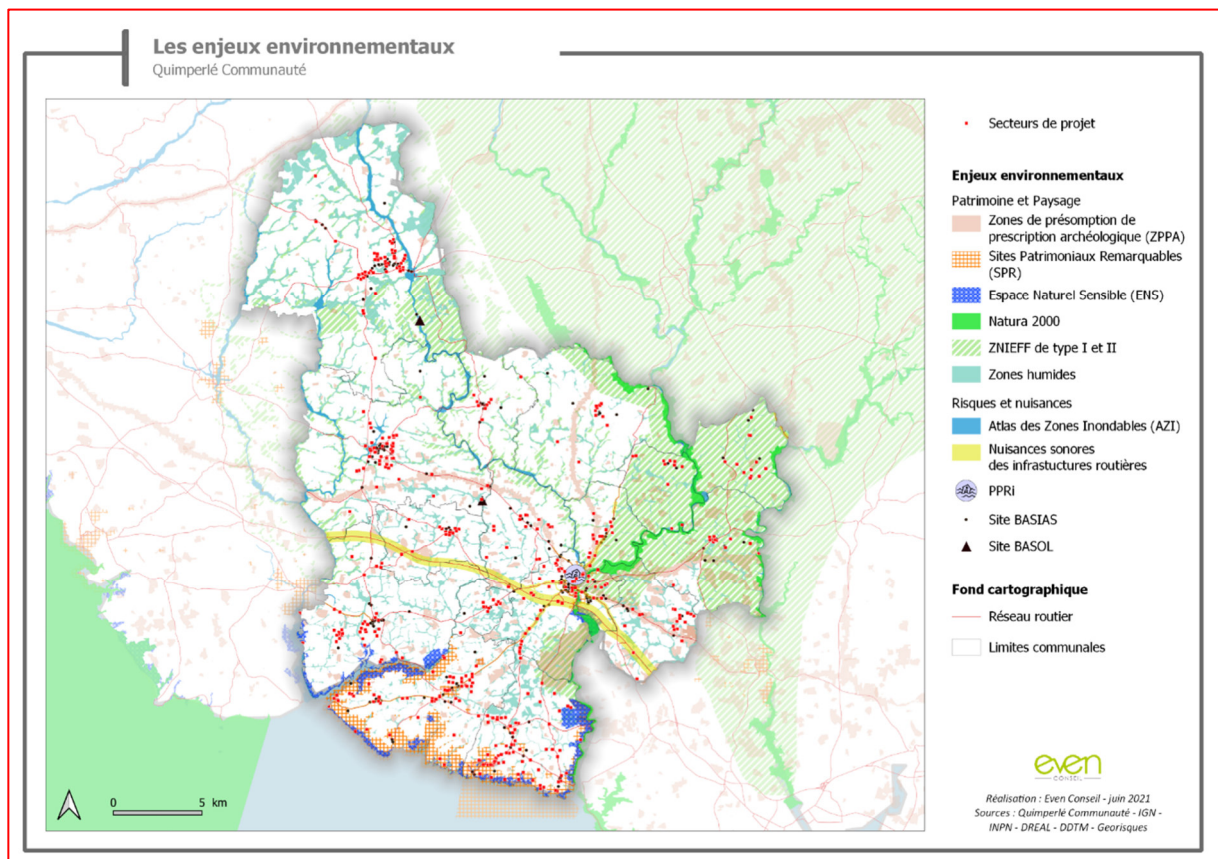 Les enjeux environnementaux
Quimperlé Communauté
Secteurs de projet
Enjeux environnementaux
Patrimoine et Paysage
Zones de présomption de
prescription archéologique (ZPPA)
Sites Patrimoniaux Remarquables
(SPR)
Espace Naturel Sensible (ENS)
Natura 2000
ZNIEFF de type I et II
Zones humides
Risques et nuisances
Atlas des Zones Inondables (AZI)
Nuisances sonores
des infrastuctures routières
PPRi
Site BASIAS
Site BASOL
Fond cartographique
Réseau routier
Limites communales
0 5 km
even
CONSEIL
Réalisation : Even Conseil - juin 2021
Sources : Quimperlé Communauté - IGN -
INPN - DREAL - DDTM - Georisques